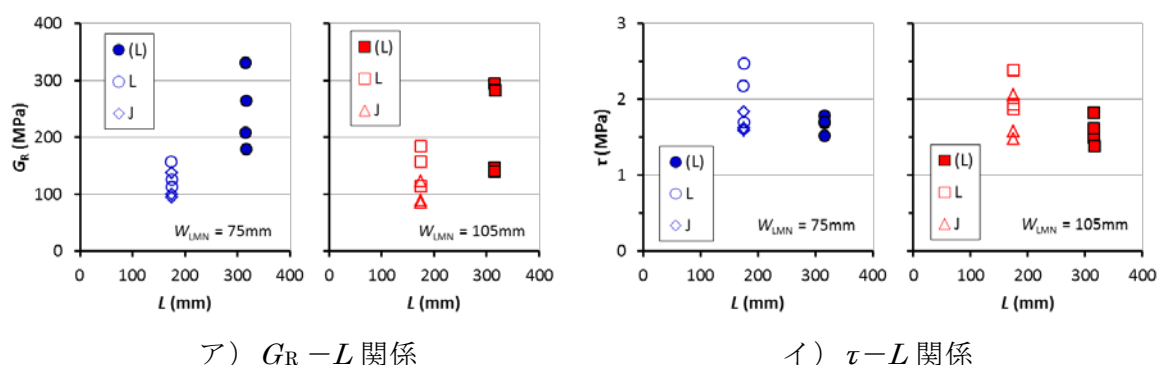 400
300
200
100
0
G_R (MPa)
(L)
L
J
W_LMN = 75mm
0 100 200 300 400
L (mm)
(L)
L
J
W_LMN = 105mm
0 100 200 300 400
L (mm)
ア) G_R －L 関係
3
2
1
0
τ (MPa)
(L)
L
J
W_LMN = 75mm
0 100 200 300 400
L (mm)
(L)
L
J
W_LMN = 105mm
0 100 200 300 400
L (mm)
イ) τ－L 関係